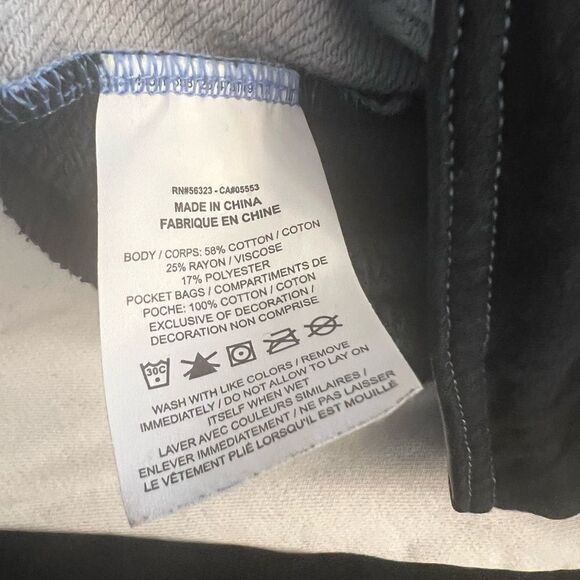 RN#56323 - CA#05553
MADE IN CHINA
FABRIQUE EN CHINE
BODY / CORPS: 58% COTTON / COTON
25% RAYON / VISCOSE
17% POLYESTER
POCKET BAGS / COMPARTIMENTS DE
POCHE: 100% COTTON / COTON
EXCLUSIVE OF DECORATION /
DECORATION NON COMPRISE
30C
WASH WITH LIKE COLORS / REMOVE
IMMEDIATELY / DO NOT ALLOW TO LAY ON
ITSELF WHEN WET
LAVER AVEC COULEURS SIMILAIRES /
ENLEVER IMMEDIATEMENT / NE PAS LAISSER
LE VÊTEMENT PLIÉ LORSQU'IL EST MOUILLÉ